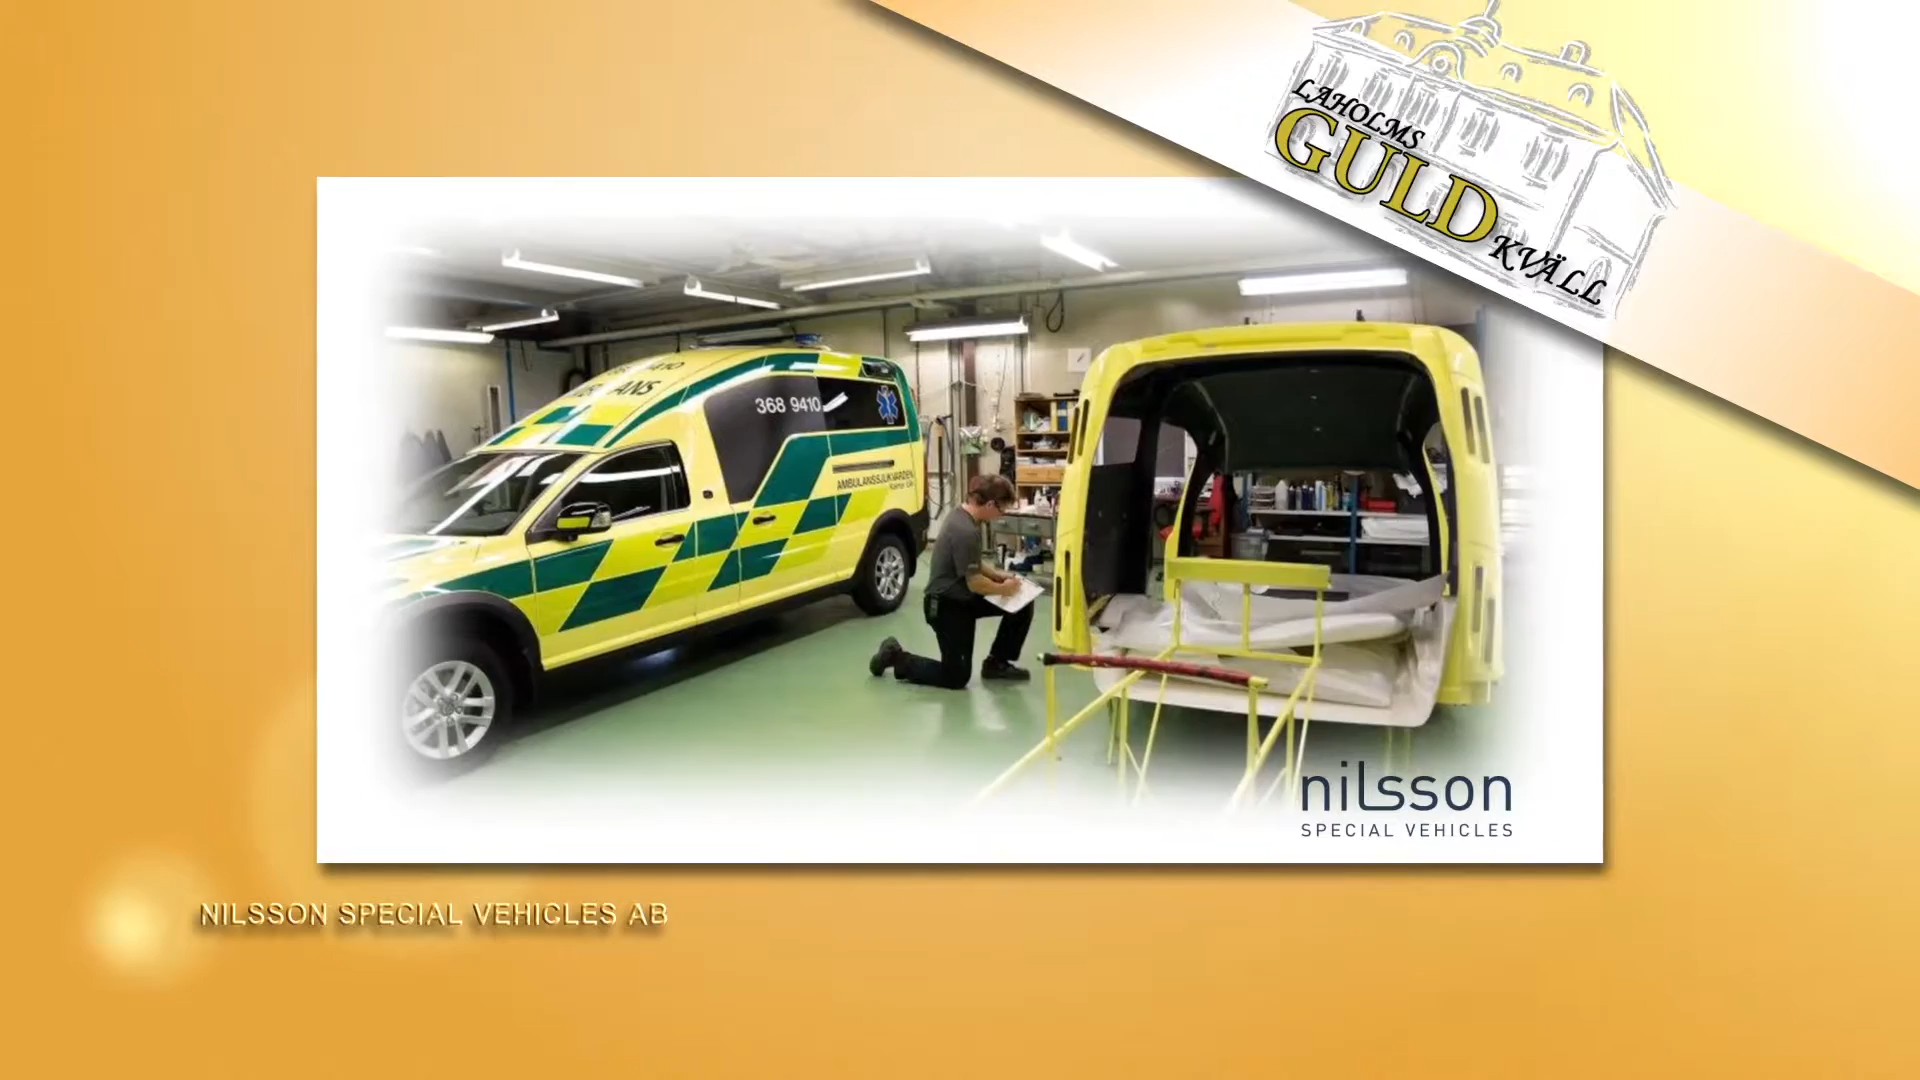 LAHOLMS
GULD
KVÄLL
368 9410
AMBULANSSJUKVÅRDEN
nilsson
SPECIAL VEHICLES
NILSSON SPECIAL VEHICLES AB